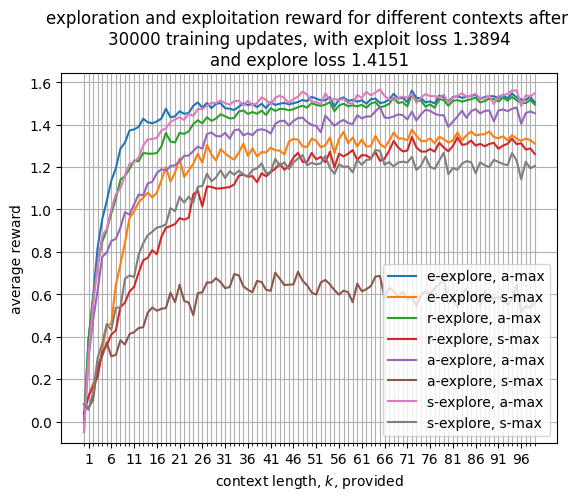 exploration and exploitation reward for different contexts after
30000 training updates, with exploit loss 1.3894
and explore loss 1.4151
1.6
1.4
1.2
1.0
0.8
0.6
0.4
0.2
0.0
average reward
e-explore, a-max
e-explore, s-max
r-explore, a-max
r-explore, s-max
a-explore, a-max
a-explore, s-max
s-explore, a-max
s-explore, s-max
1 6 11 16 21 26 31 36 41 46 51 56 61 66 71 76 81 86 91 96
context length, k, provided